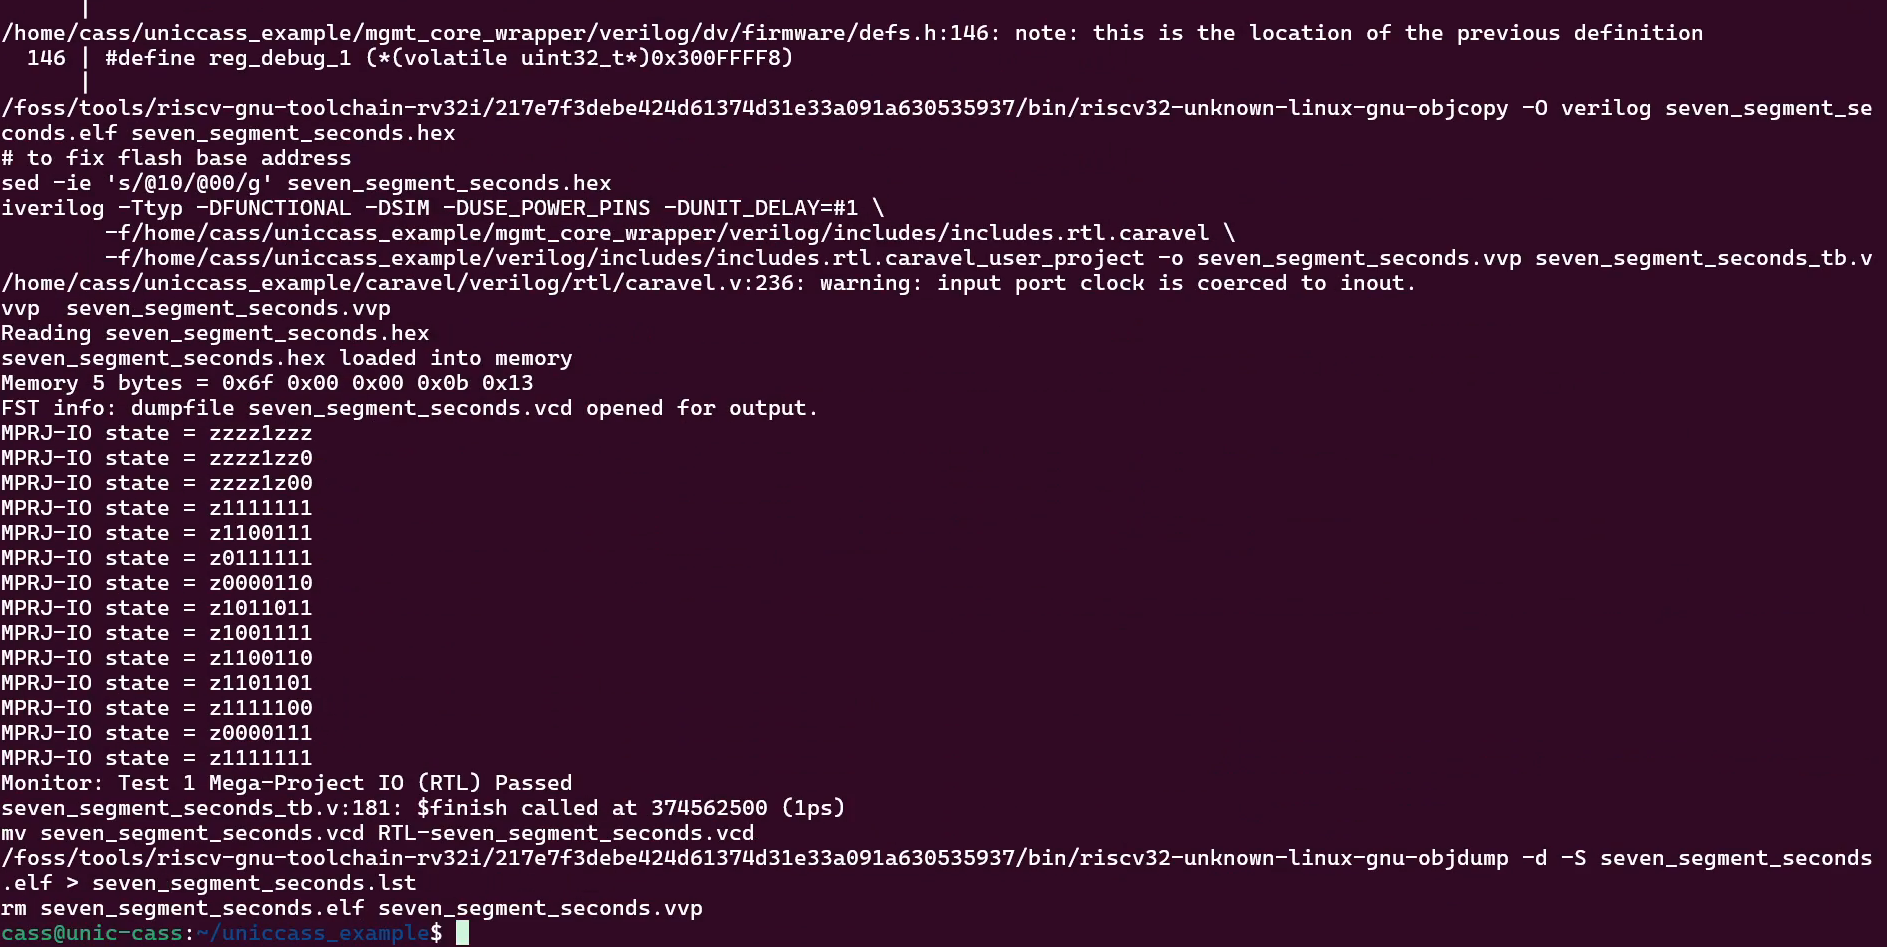 |
/home/cass/uniccass_example/mgmt_core_wrapper/verilog/dv/firmware/defs.h:146: note: this is the location of the previous definition
  146 | #define reg_debug_1 (*(volatile uint32_t*)0x300FFFF8)
      |
/foss/tools/riscv-gnu-toolchain-rv32i/217e7f3debe424d61374d31e33a091a630535937/bin/riscv32-unknown-linux-gnu-objcopy -O verilog seven_segment_se
conds.elf seven_segment_seconds.hex
# to fix flash base address
sed -ie 's/@10/@00/g' seven_segment_seconds.hex
iverilog -Ttyp -DFUNCTIONAL -DSIM -DUSE_POWER_PINS -DUNIT_DELAY=#1 \
        -f/home/cass/uniccass_example/mgmt_core_wrapper/verilog/includes/includes.rtl.caravel \
        -f/home/cass/uniccass_example/verilog/includes/includes.rtl.caravel_user_project -o seven_segment_seconds.vvp seven_segment_seconds_tb.v
/home/cass/uniccass_example/caravel/verilog/rtl/caravel.v:236: warning: input port clock is coerced to inout.
vvp  seven_segment_seconds.vvp
Reading seven_segment_seconds.hex
seven_segment_seconds.hex loaded into memory
Memory 5 bytes = 0x6f 0x00 0x00 0x0b 0x13
FST info: dumpfile seven_segment_seconds.vcd opened for output.
MPRJ-IO state = zzzz1zzz
MPRJ-IO state = zzzz1zz0
MPRJ-IO state = zzzz1z00
MPRJ-IO state = z1111111
MPRJ-IO state = z1100111
MPRJ-IO state = z0111111
MPRJ-IO state = z0000110
MPRJ-IO state = z1011011
MPRJ-IO state = z1001111
MPRJ-IO state = z1100110
MPRJ-IO state = z1101101
MPRJ-IO state = z1111100
MPRJ-IO state = z0000111
MPRJ-IO state = z1111111
Monitor: Test 1 Mega-Project IO (RTL) Passed
seven_segment_seconds_tb.v:181: $finish called at 374562500 (1ps)
mv seven_segment_seconds.vcd RTL-seven_segment_seconds.vcd
/foss/tools/riscv-gnu-toolchain-rv32i/217e7f3debe424d61374d31e33a091a630535937/bin/riscv32-unknown-linux-gnu-objdump -d -S seven_segment_seconds
.elf > seven_segment_seconds.lst
rm seven_segment_seconds.elf seven_segment_seconds.vvp
cass@unic-cass:~/uniccass_example$